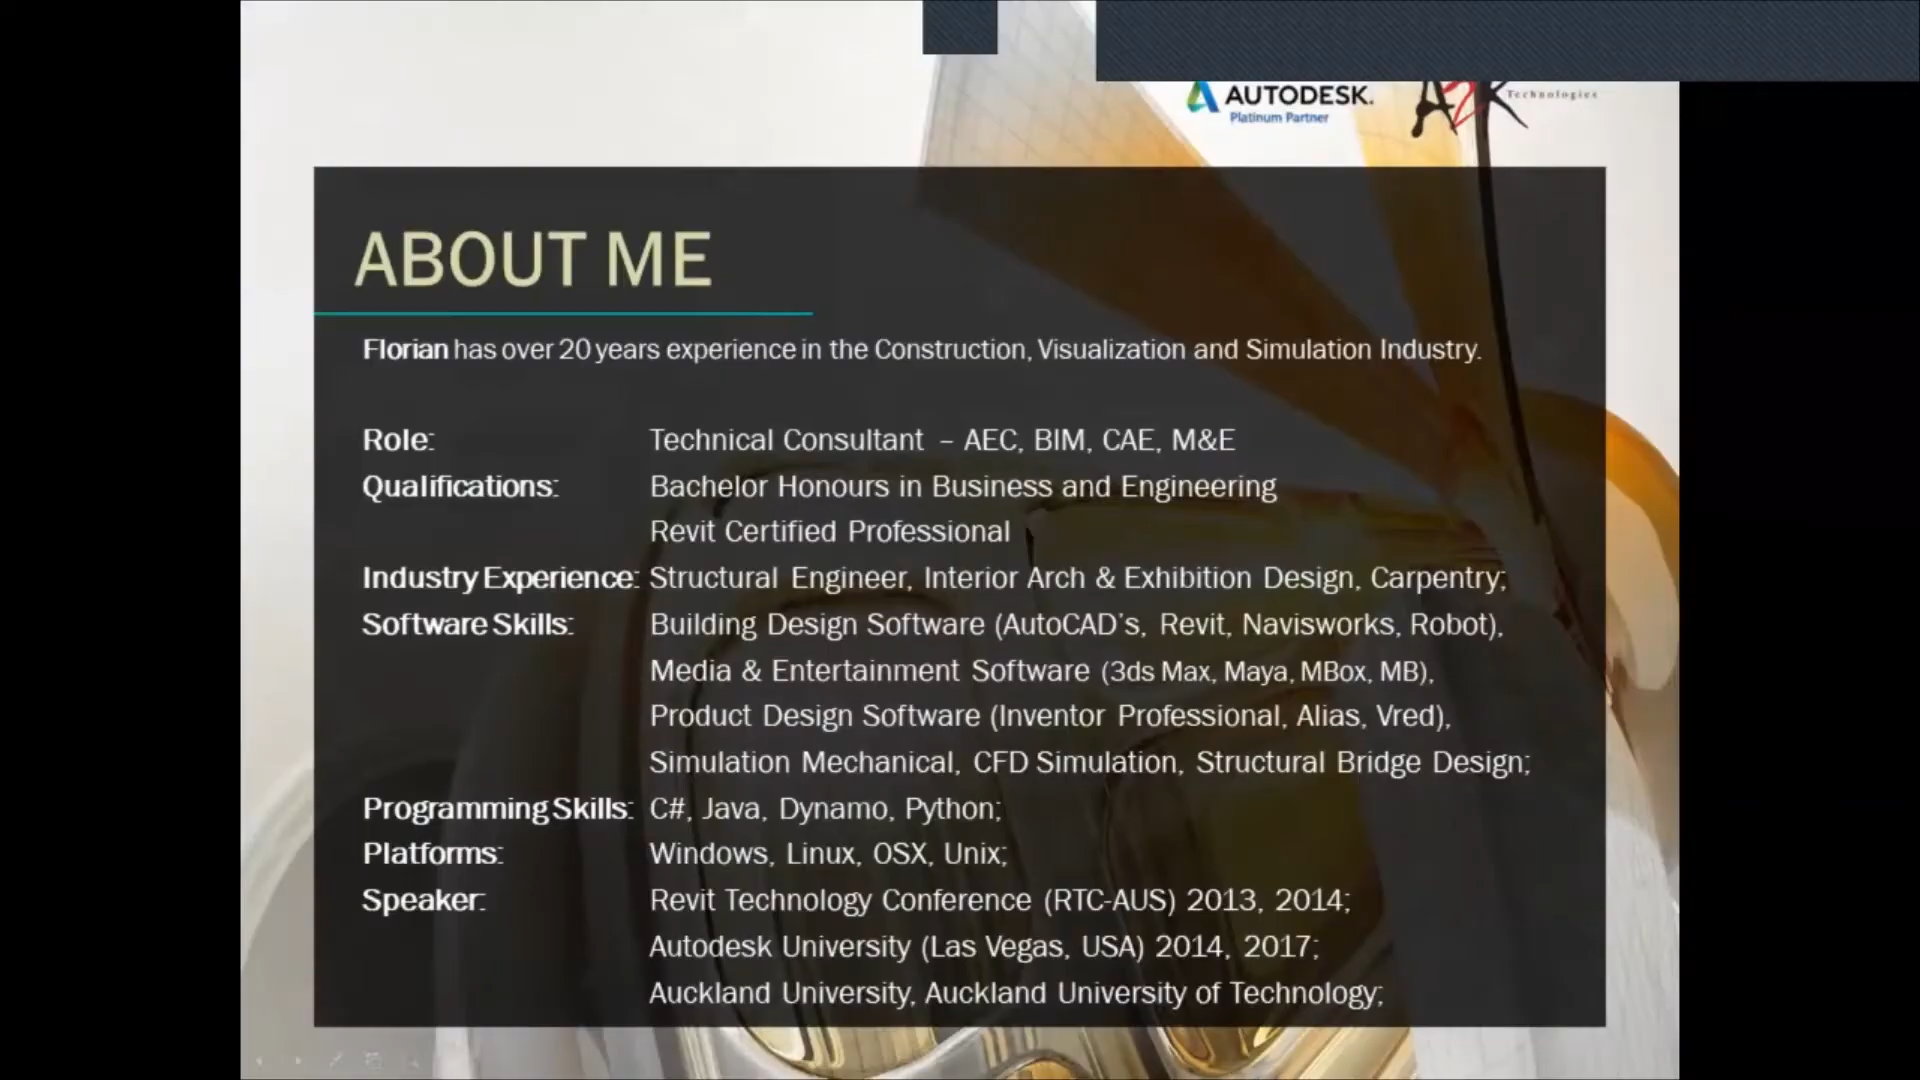 AUTODESK.
Platinum Partner
A2K Technologies
ABOUT ME
Florian has over 20 years experience in the Construction, Visualization and Simulation Industry.
Role: Technical Consultant – AEC, BIM, CAE, M&E
Qualifications: Bachelor Honours in Business and Engineering
Revit Certified Professional
Industry Experience: Structural Engineer, Interior Arch & Exhibition Design, Carpentry;
Software Skills: Building Design Software (AutoCAD's, Revit, Navisworks, Robot),
Media & Entertainment Software (3ds Max, Maya, MBox, MB),
Product Design Software (Inventor Professional, Alias, Vred),
Simulation Mechanical, CFD Simulation, Structural Bridge Design;
Programming Skills: C#, Java, Dynamo, Python;
Platforms: Windows, Linux, OSX, Unix;
Speaker: Revit Technology Conference (RTC-AUS) 2013, 2014;
Autodesk University (Las Vegas, USA) 2014, 2017;
Auckland University, Auckland University of Technology;